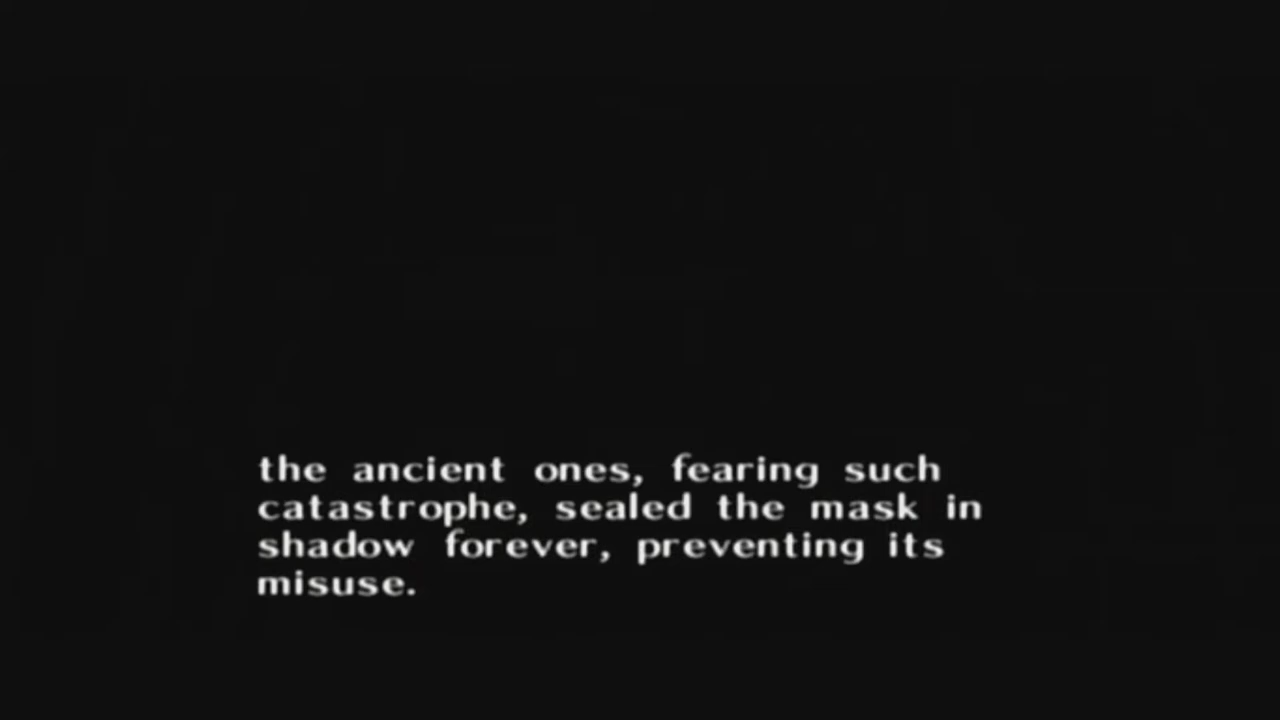 the ancient ones, fearing such
catastrophe, sealed the mask in
shadow forever, preventing its
misuse.